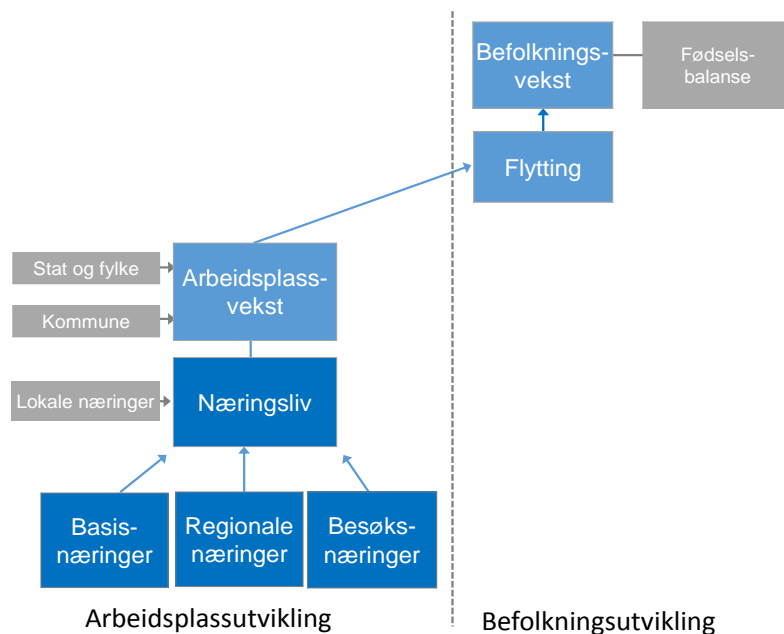 Befolknings-
vekst
Fødsels-
balanse
Flytting
Stat og fylke
Arbeidsplass-
vekst
Kommune
Lokale næringer
Næringsliv
Basis-
næringer
Regionale
næringer
Besøks-
næringer
Arbeidsplassutvikling
Befolkningsutvikling